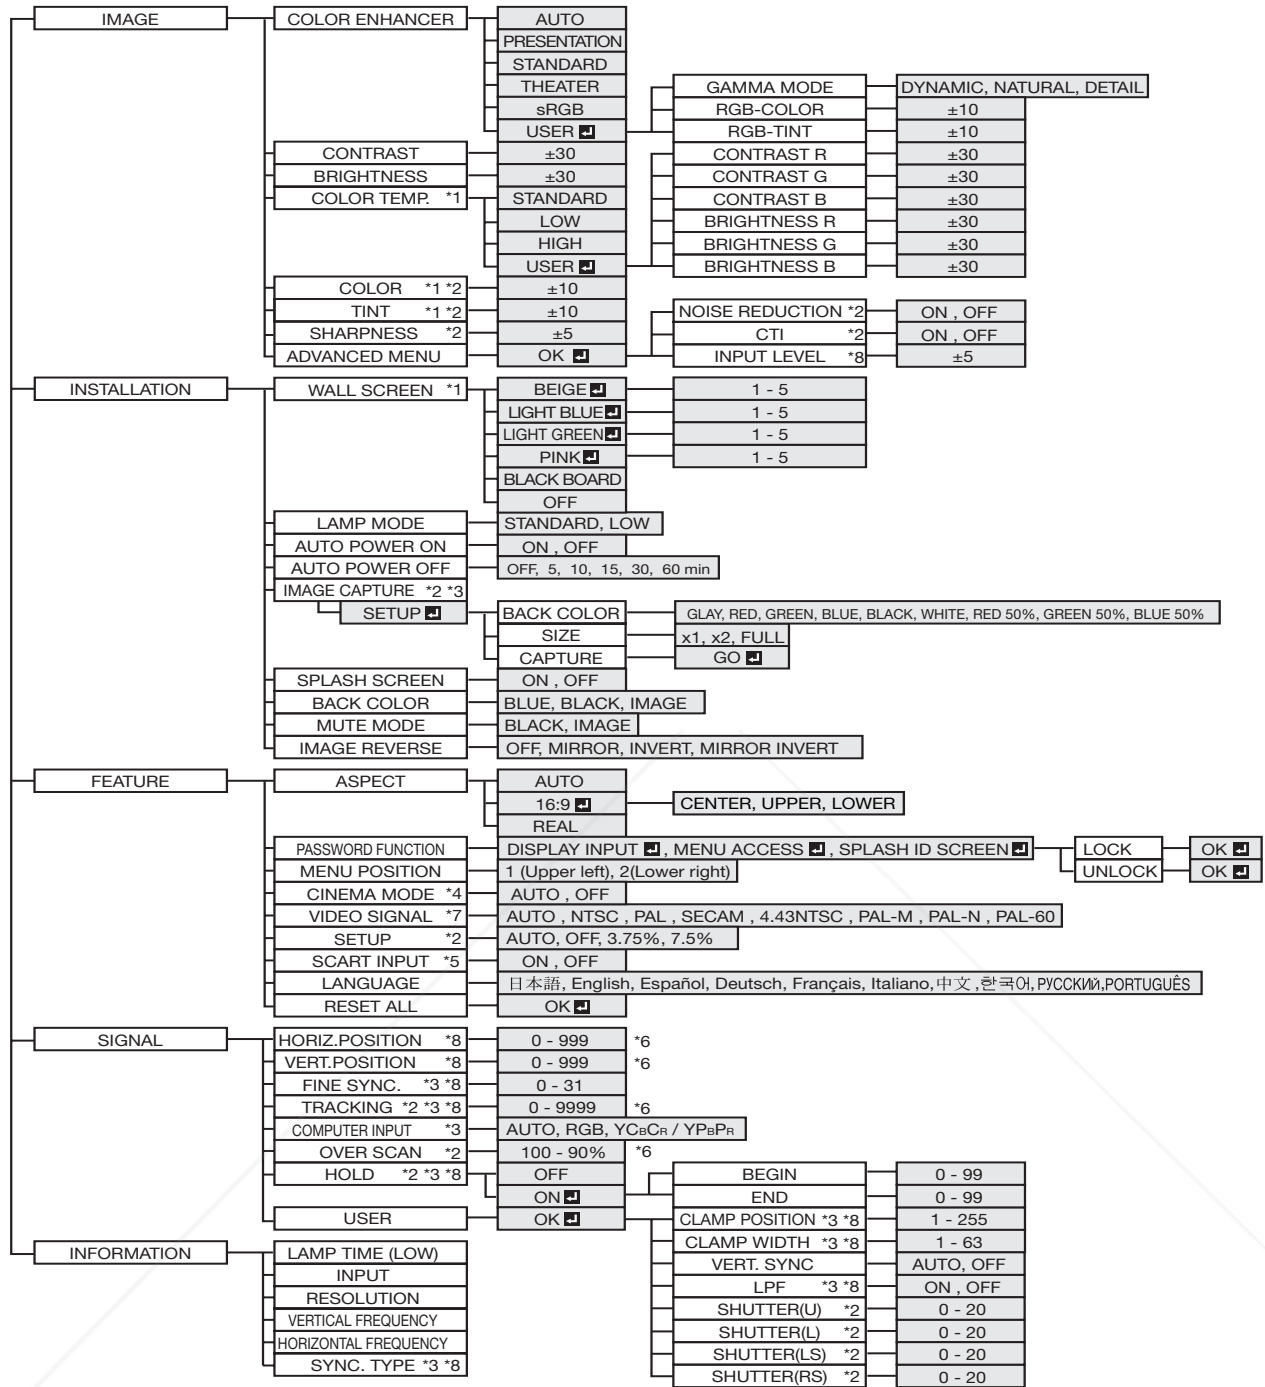 IMAGE COLOR ENHANCER AUTO
PRESENTATION
STANDARD
THEATER GAMMA MODE DYNAMIC, NATURAL, DETAIL
sRGB RGB-COLOR ±10
USER RGB-TINT ±10
CONTRAST ±30 CONTRAST R ±30
BRIGHTNESS ±30 CONTRAST G ±30
COLOR TEMP. *1 STANDARD CONTRAST B ±30
LOW BRIGHTNESS R ±30
HIGH BRIGHTNESS G ±30
USER BRIGHTNESS B ±30
COLOR *1 *2 ±10
TINT *1 *2 ±10 NOISE REDUCTION *2 ON , OFF
SHARPNESS *2 ±5 CTI *2 ON , OFF
ADVANCED MENU OK INPUT LEVEL *8 ±5
INSTALLATION WALL SCREEN *1 BEIGE 1 - 5
LIGHT BLUE 1 - 5
LIGHT GREEN 1 - 5
PINK 1 - 5
BLACK BOARD
OFF
LAMP MODE STANDARD, LOW
AUTO POWER ON ON , OFF
AUTO POWER OFF OFF, 5, 10, 15, 30, 60 min
IMAGE CAPTURE *2 *3
SETUP BACK COLOR GLAY, RED, GREEN, BLUE, BLACK, WHITE, RED 50%, GREEN 50%, BLUE 50%
SIZE x1, x2, FULL
CAPTURE GO
SPLASH SCREEN ON , OFF
BACK COLOR BLUE, BLACK, IMAGE
MUTE MODE BLACK, IMAGE
IMAGE REVERSE OFF, MIRROR, INVERT, MIRROR INVERT
FEATURE ASPECT AUTO
16:9 CENTER, UPPER, LOWER
REAL
PASSWORD FUNCTION DISPLAY INPUT , MENU ACCESS , SPLASH ID SCREEN LOCK OK
MENU POSITION 1 (Upper left), 2(Lower right) UNLOCK OK
CINEMA MODE *4 AUTO , OFF
VIDEO SIGNAL *7 AUTO , NTSC , PAL , SECAM , 4.43NTSC , PAL-M , PAL-N , PAL-60
SETUP *2 AUTO, OFF, 3.75%, 7.5%
SCART INPUT *5 ON , OFF
LANGUAGE 日本語, English, Español, Deutsch, Français, Italiano,中文 ,한국어,РУССКИЙ,PORTUGUÊS
RESET ALL OK
SIGNAL HORIZ.POSITION *8 0 - 999 *6
VERT.POSITION *8 0 - 999 *6
FINE SYNC. *3 *8 0 - 31
TRACKING *2 *3 *8 0 - 9999 *6
COMPUTER INPUT *3 AUTO, RGB, YCBCR / YPBPR
OVER SCAN *2 100 - 90% *6
HOLD *2 *3 *8 OFF BEGIN 0 - 99
ON END 0 - 99
USER OK CLAMP POSITION *3 *8 1 - 255
CLAMP WIDTH *3 *8 1 - 63
INFORMATION LAMP TIME (LOW) VERT. SYNC AUTO, OFF
INPUT LPF *3 *8 ON , OFF
RESOLUTION SHUTTER(U) *2 0 - 20
VERTICAL FREQUENCY SHUTTER(L) *2 0 - 20
HORIZONTAL FREQUENCY SHUTTER(LS) *2 0 - 20
SYNC. TYPE *3 *8 SHUTTER(RS) *2 0 - 20